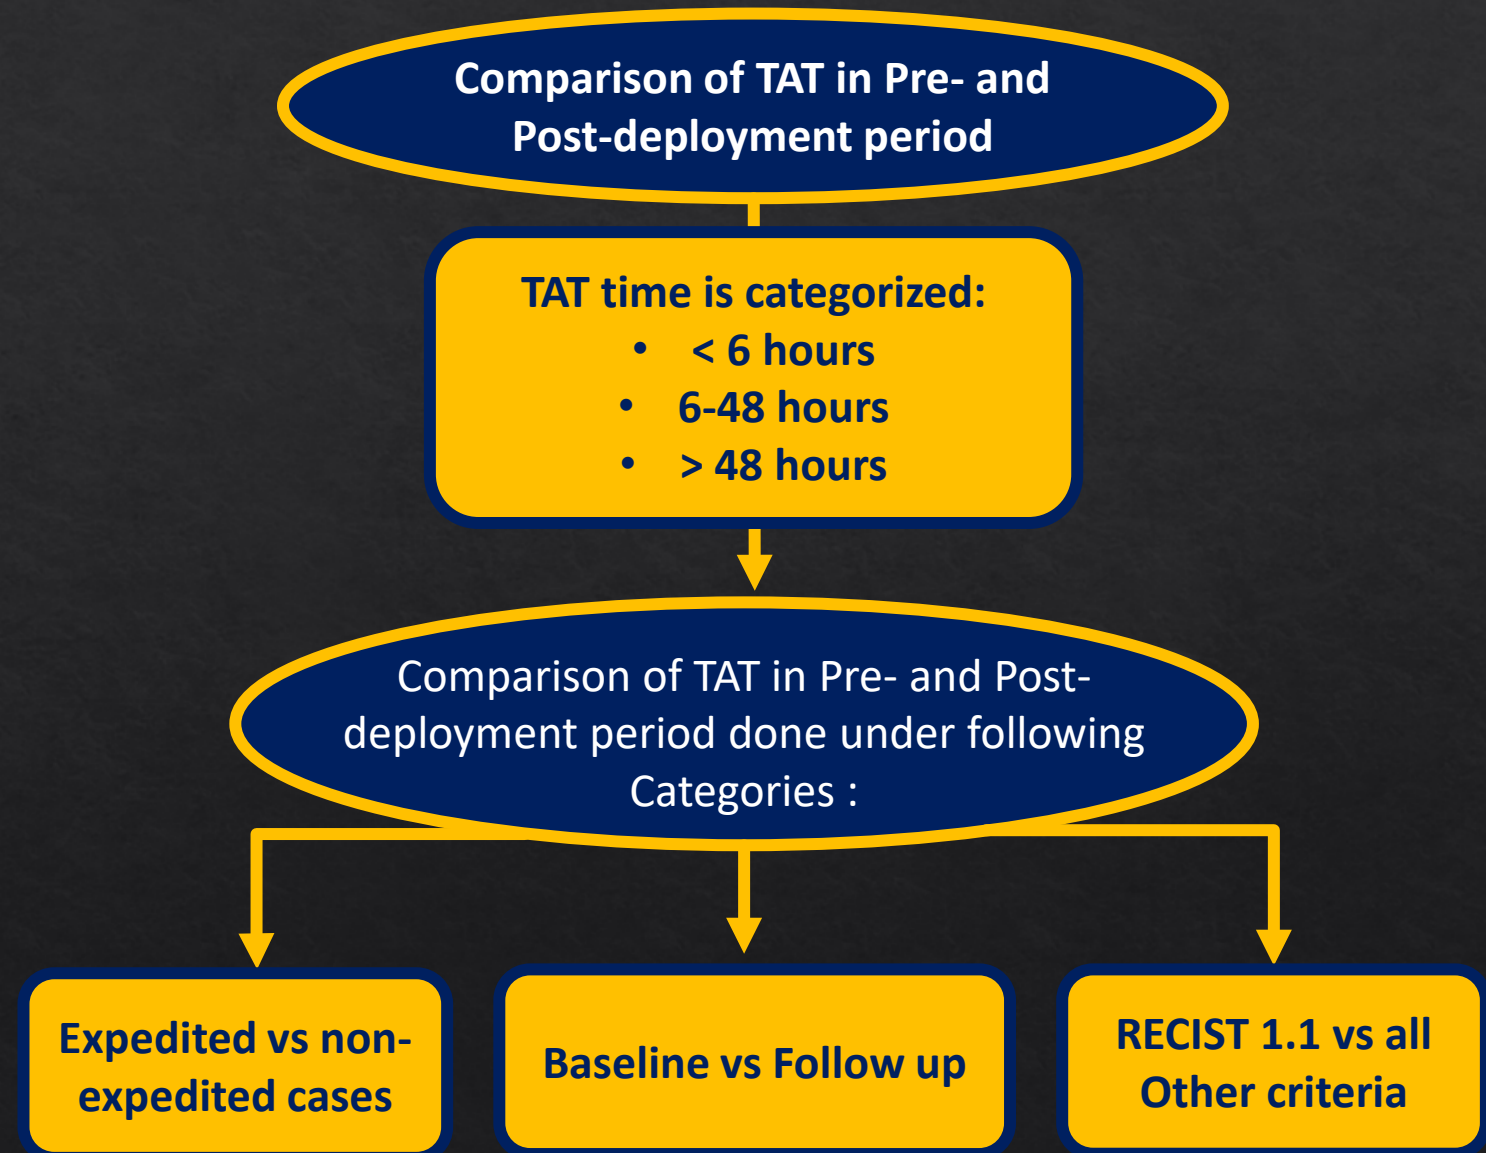 Comparison of TAT in Pre- and
Post-deployment period
TAT time is categorized:
• < 6 hours
• 6-48 hours
• > 48 hours
Comparison of TAT in Pre- and Post-
deployment period done under following
Categories :
Expedited vs non-
expedited cases
Baseline vs Follow up
RECIST 1.1 vs all
Other criteria